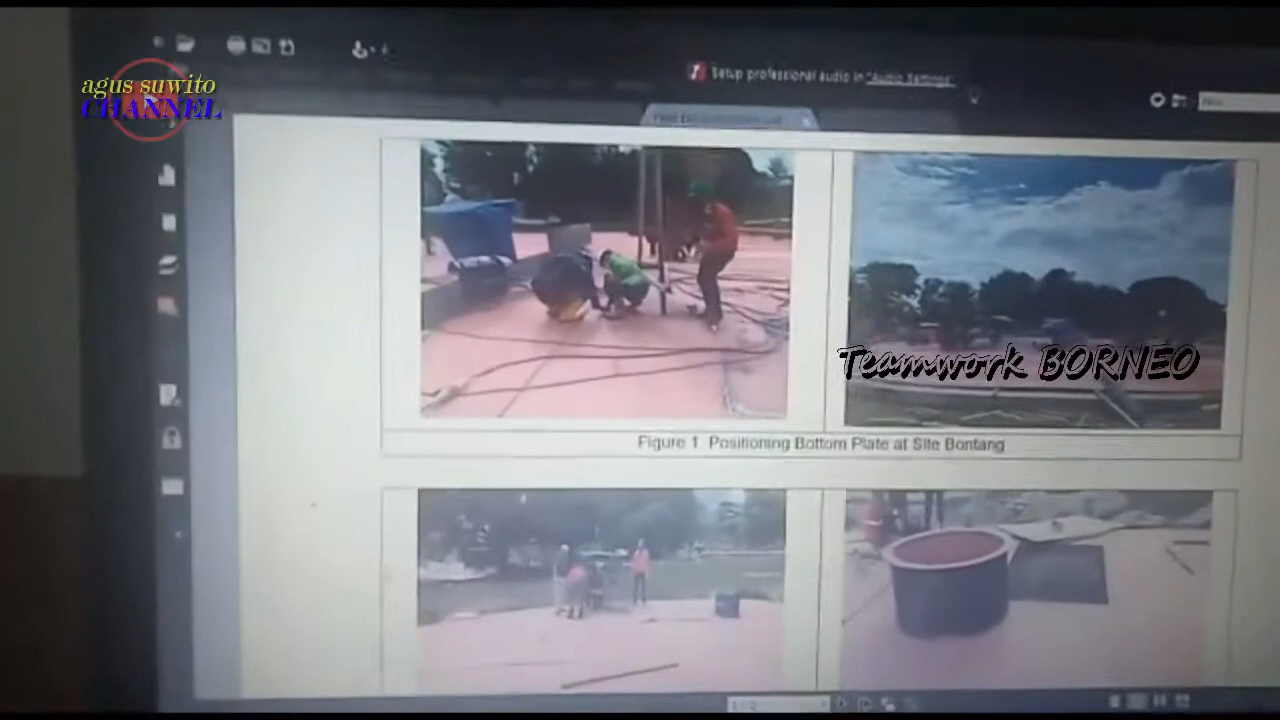 agus suwito
CHANNEL
Setup professional audio in "Audio Settings"
Teamwork BORNEO
Figure 1 Positioning Bottom Plate at Site Bontang